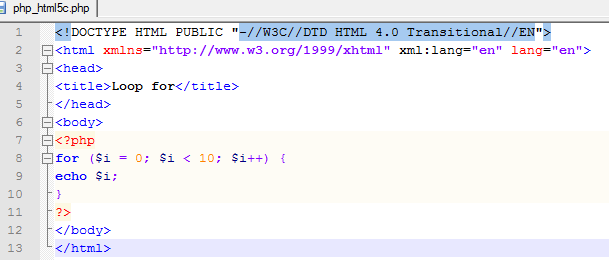 php_html5c.php
1 <!DOCTYPE HTML PUBLIC "-//W3C//DTD HTML 4.0 Transitional//EN">
2 <html xmlns="http://www.w3.org/1999/xhtml" xml:lang="en" lang="en">
3 <head>
4 <title>Loop for</title>
5 </head>
6 <body>
7 <?php
8 for ($i = 0; $i < 10; $i++) {
9 echo $i;
10 }
11 ?>
12 </body>
13 </html>